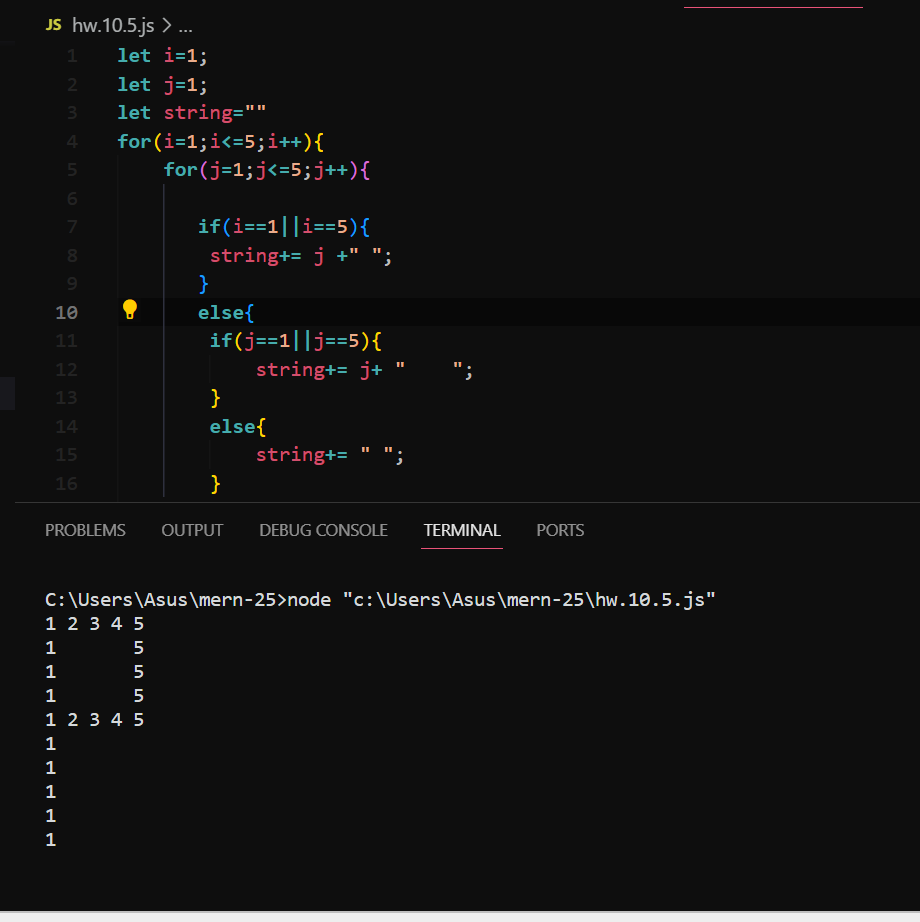 JS hw.10.5.js > ...
1 let i=1;
2 let j=1;
3 let string=""
4 for(i=1;i<=5;i++){
5     for(j=1;j<=5;j++){
6
7        if(i==1||i==5){
8         string+= j +" ";
9        }
10        else{
11         if(j==1||j==5){
12             string+= j+ "    ";
13         }
14         else{
15             string+= " ";
16         }
PROBLEMS OUTPUT DEBUG CONSOLE TERMINAL PORTS
C:\Users\Asus\mern-25>node "c:\Users\Asus\mern-25\hw.10.5.js"
1 2 3 4 5
1       5
1       5
1       5
1 2 3 4 5
1
1
1
1
1